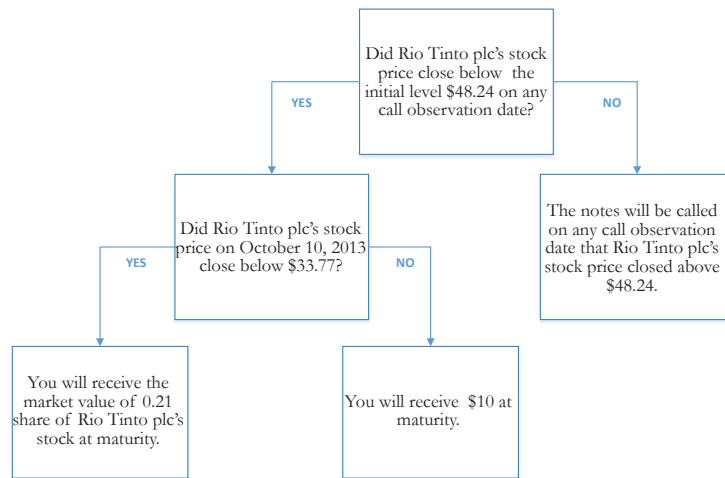 Did Rio Tinto plc's stock
price close below the
initial level $48.24 on any
call observation date?
YES
NO
Did Rio Tinto plc's stock
price on October 10, 2013
close below $33.77?
The notes will be called
on any call observation
date that Rio Tinto plc's
stock price closed above
$48.24.
YES
NO
You will receive the
market value of 0.21
share of Rio Tinto plc's
stock at maturity.
You will receive $10 at
maturity.